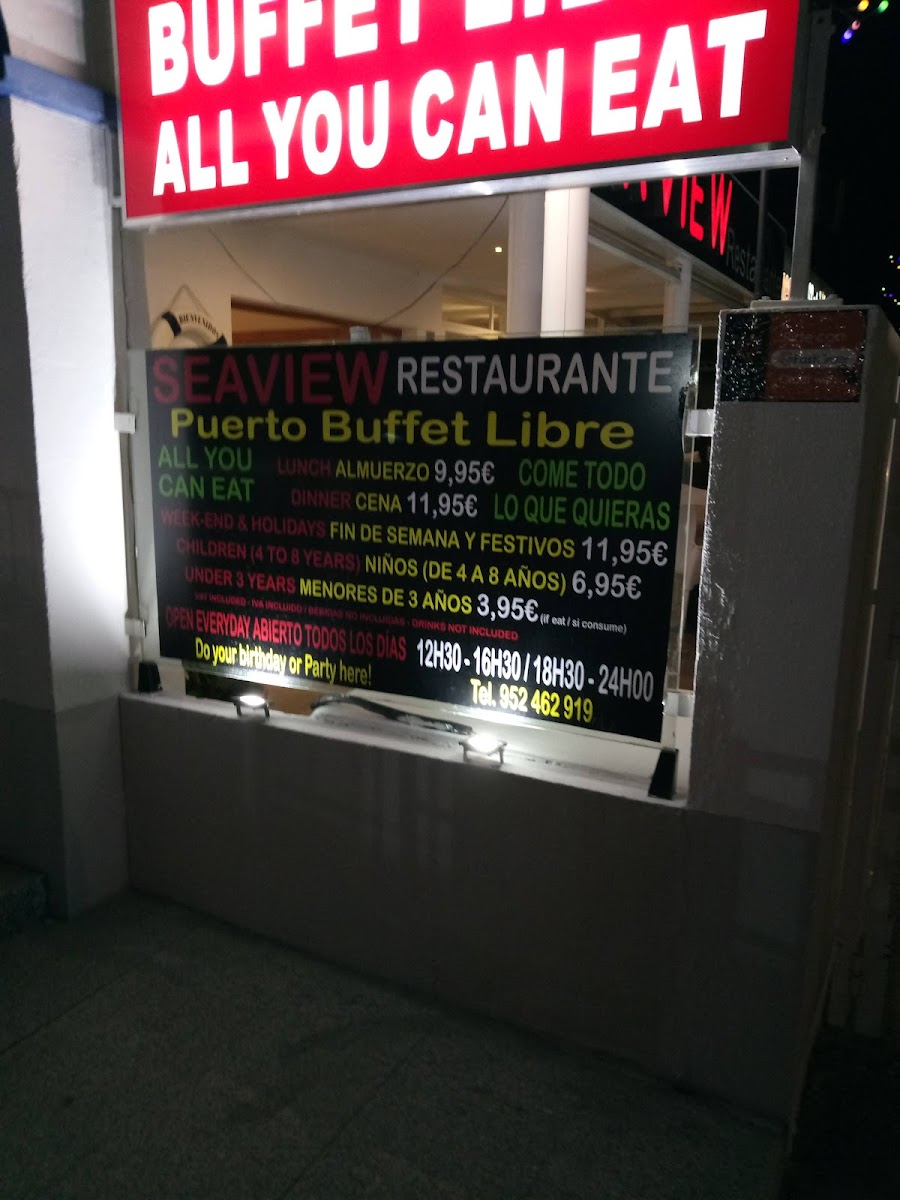 BUFFET
ALL YOU CAN EAT
VIEW
Resta
BIENVENIDOS
SEAVIEW RESTAURANTE
Puerto Buffet Libre
ALL YOU CAN EAT
LUNCH ALMUERZO 9,95€
DINNER CENA 11,95€
COME TODO LO QUE QUIERAS
WEEK-END & HOLIDAYS FIN DE SEMANA Y FESTIVOS 11,95€
CHILDREN (4 TO 8 YEARS) NIÑOS (DE 4 A 8 AÑOS) 6,95€
UNDER 3 YEARS MENORES DE 3 AÑOS 3,95€ (if eat / si consume)
VAT INCLUDED - IVA INCLUIDO / BEBIDAS NO INCLUIDAS - DRINKS NOT INCLUDED
OPEN EVERYDAY ABIERTO TODOS LOS DÍAS 12H30 - 16H30 / 18H30 - 24H00
Do your birthday or Party here!
Tel. 952 462 919